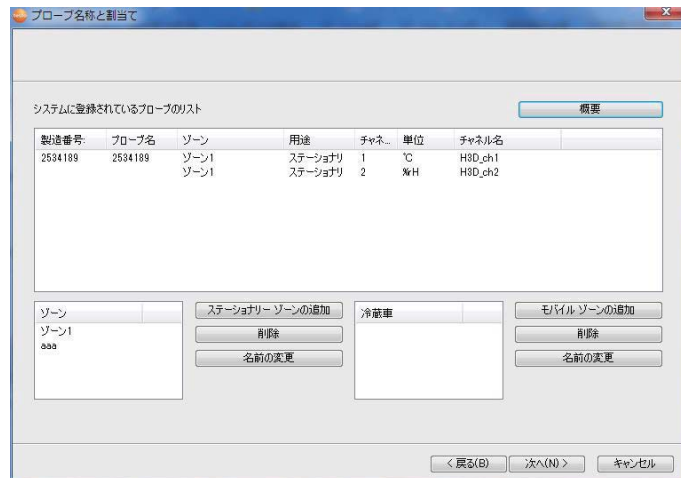 プローブ名称と割当て
システムに登録されているプローブのリスト
概要
製造番号: プローブ名 ゾーン 用途 チャネ... 単位 チャネル名
2534189 2534189 ゾーン1 ステーショナリ 1 ℃ H3D_ch1
ゾーン1 ステーショナリ 2 %rH H3D_ch2
ゾーン ステーショナリー ゾーンの追加 冷蔵車 モバイル ゾーンの追加
ゾーン1 削除 削除
aaa 名前の変更 名前の変更
< 戻る(B) 次へ(N) > キャンセル